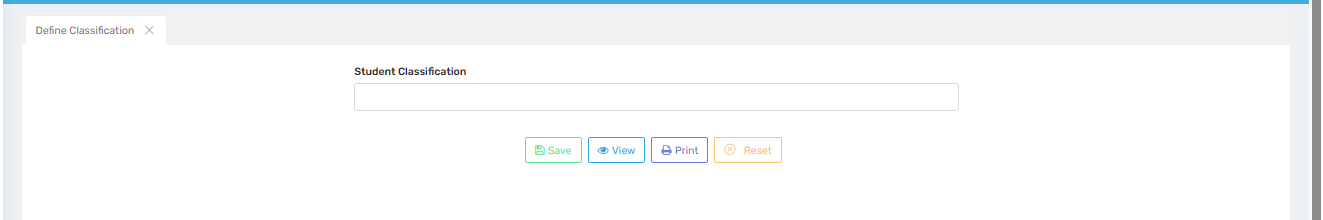 Define Classification
Student Classification
Save View Print Reset